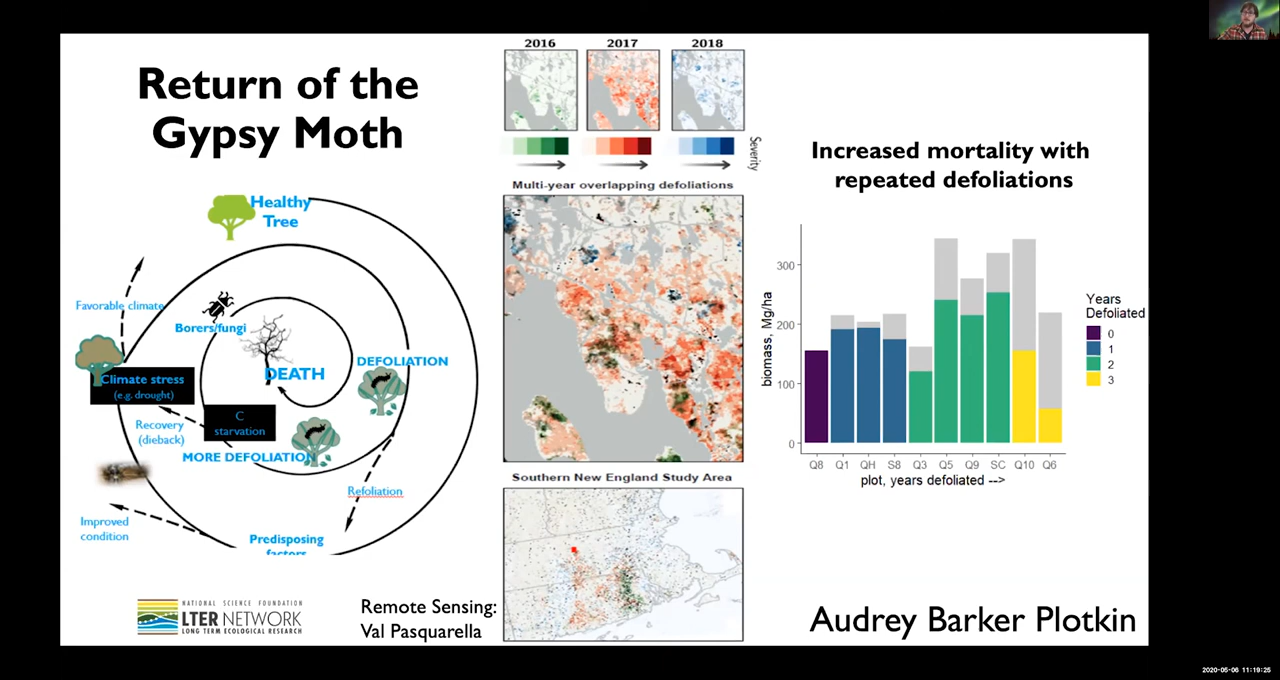 Return of the
Gypsy Moth
Healthy
Tree
Favorable climate
Borers/fungi
DEATH
DEFOLIATION
Climate stress
(e.g. drought)
C
starvation
Recovery
(dieback)
MORE DEFOLIATION
Refoliation
Improved
condition
Predisposing
factors
NATIONAL SCIENCE FOUNDATION
LTER NETWORK
LONG TERM ECOLOGICAL RESEARCH
Remote Sensing:
Val Pasquarella
2016 2017 2018
Severity
Multi-year overlapping defoliations
Southern New England Study Area
Increased mortality with
repeated defoliations
biomass, Mg/ha
300
200
100
0
Q8 Q1 QH S8 Q3 Q5 Q9 SC Q10 Q6
plot, years defoliated -->
Years
Defoliated
0
1
2
3
Audrey Barker Plotkin
2020-05-06 11:19:25